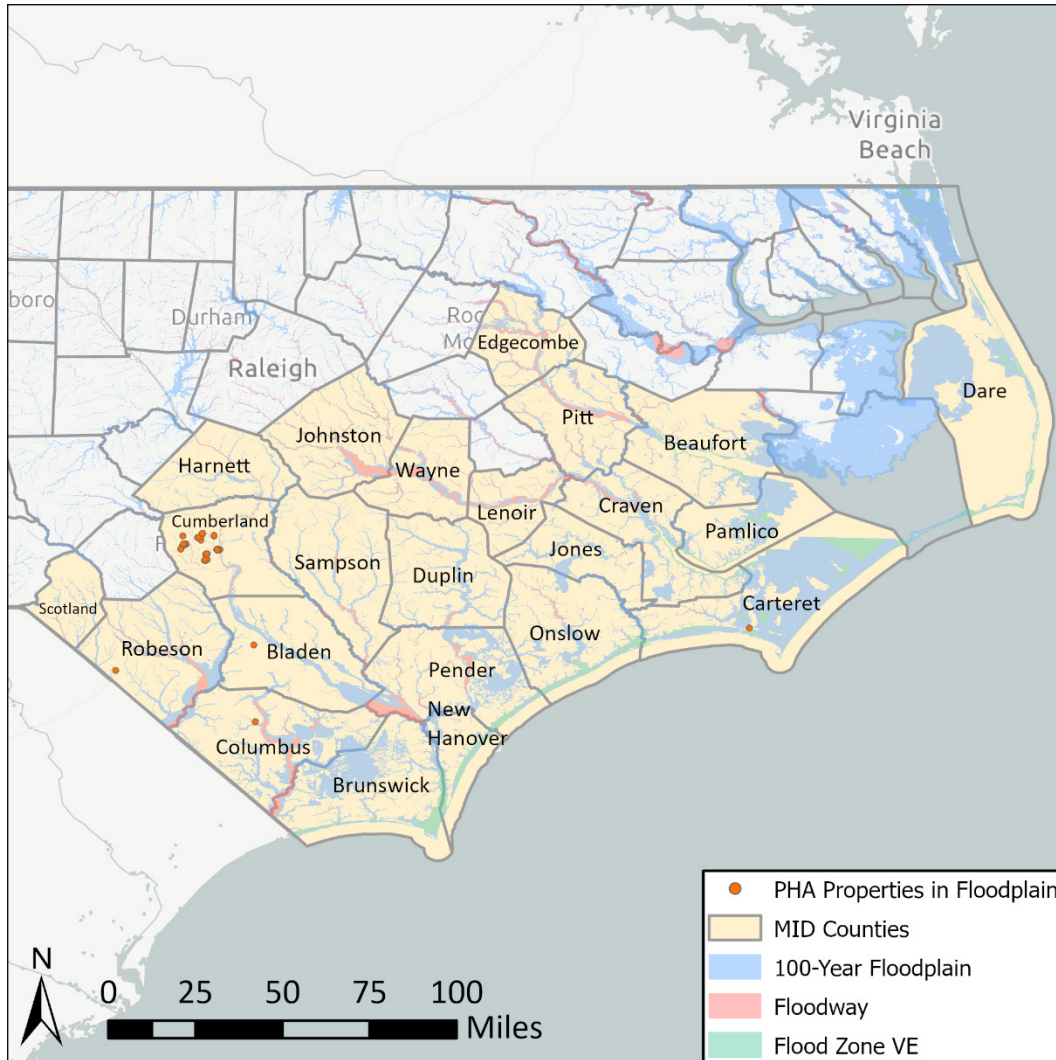 Virginia
Beach
boro
Durham
Roc
Mo
Raleigh
Edgecombe
Dare
Pitt
Johnston
Beaufort
Wayne
Harnett
Craven
Lenoir
Cumberland
F
Pamlico
Jones
Sampson
Duplin
Scotland
Carteret
Onslow
Robeson
Bladen
Pender
New
Hanover
Columbus
Brunswick
PHA Properties in Floodplain
MID Counties
100-Year Floodplain
Floodway
Flood Zone VE
N
0 25 50 75 100
Miles